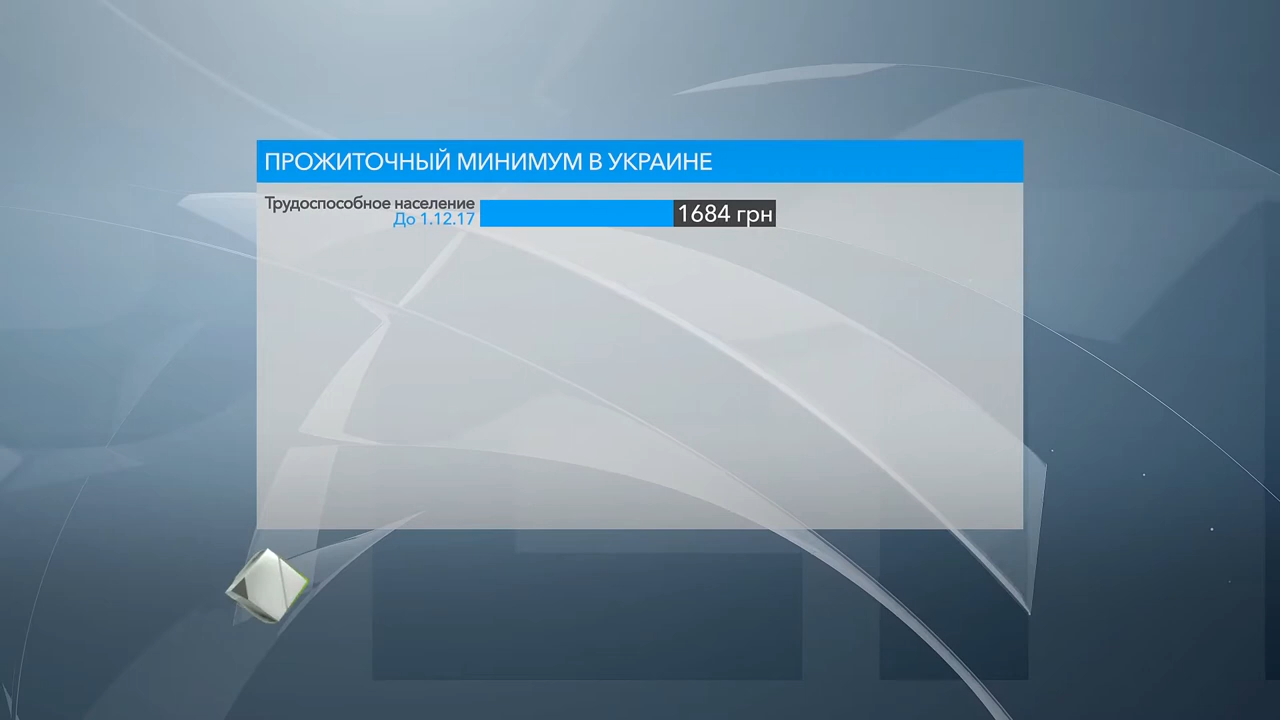 ПРОЖИТОЧНЫЙ МИНИМУМ В УКРАИНЕ
Трудоспособное население
До 1.12.17
1684 грн